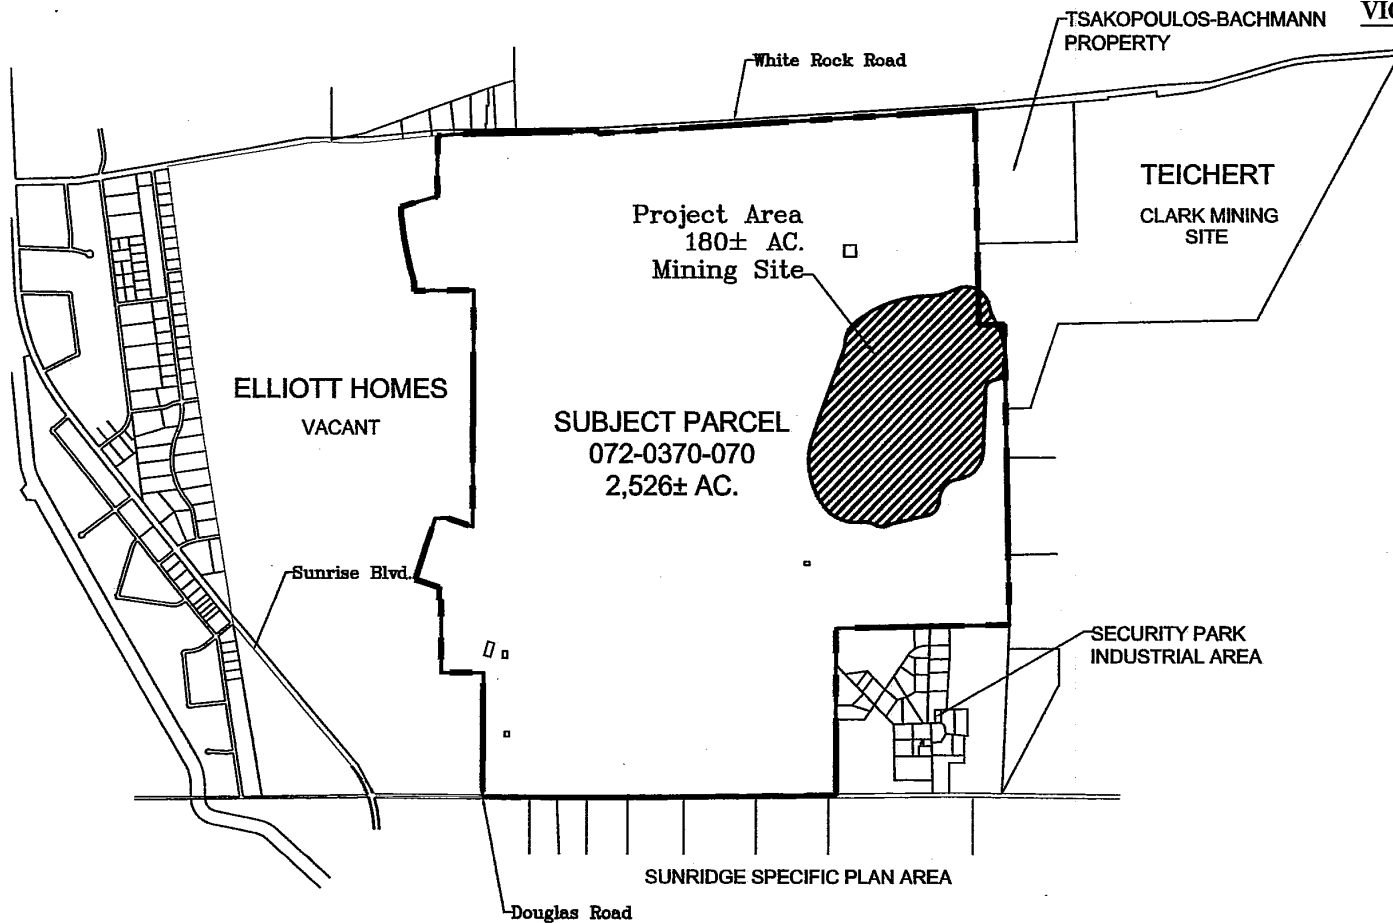 TSAKOPOULOS-BACHMANN
PROPERTY
White Rock Road
TEICHERT
CLARK MINING
SITE
Project Area
180± AC.
Mining Site
ELLIOTT HOMES
VACANT
SUBJECT PARCEL
072-0370-070
2,526± AC.
Sunrise Blvd.
SECURITY PARK
INDUSTRIAL AREA
SUNRIDGE SPECIFIC PLAN AREA
Douglas Road